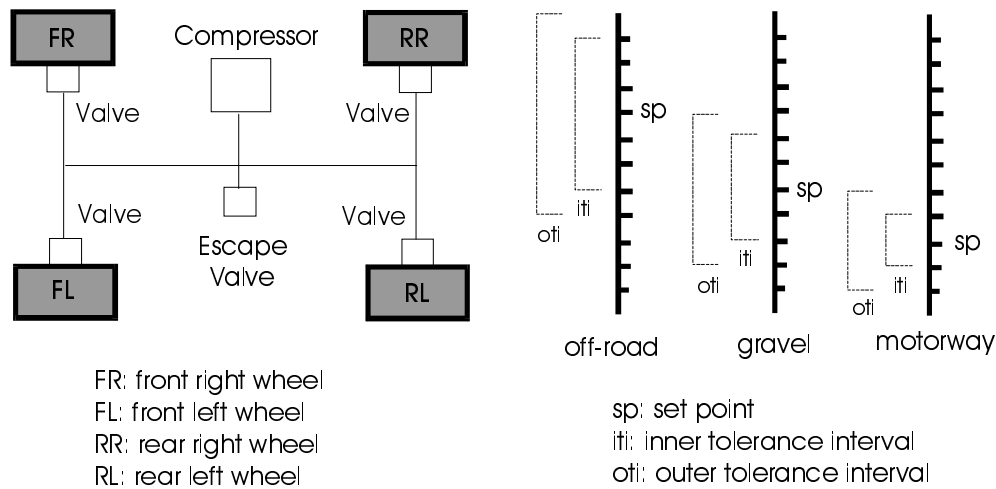 FR
Compressor
RR
Valve
Valve
Valve
Valve
Escape
Valve
FL
RL
FR: front right wheel
FL: front left wheel
RR: rear right wheel
RL: rear left wheel
sp
iti
oti
off-road
sp
iti
oti
gravel
sp
iti
oti
motorway
sp: set point
iti: inner tolerance interval
oti: outer tolerance interval